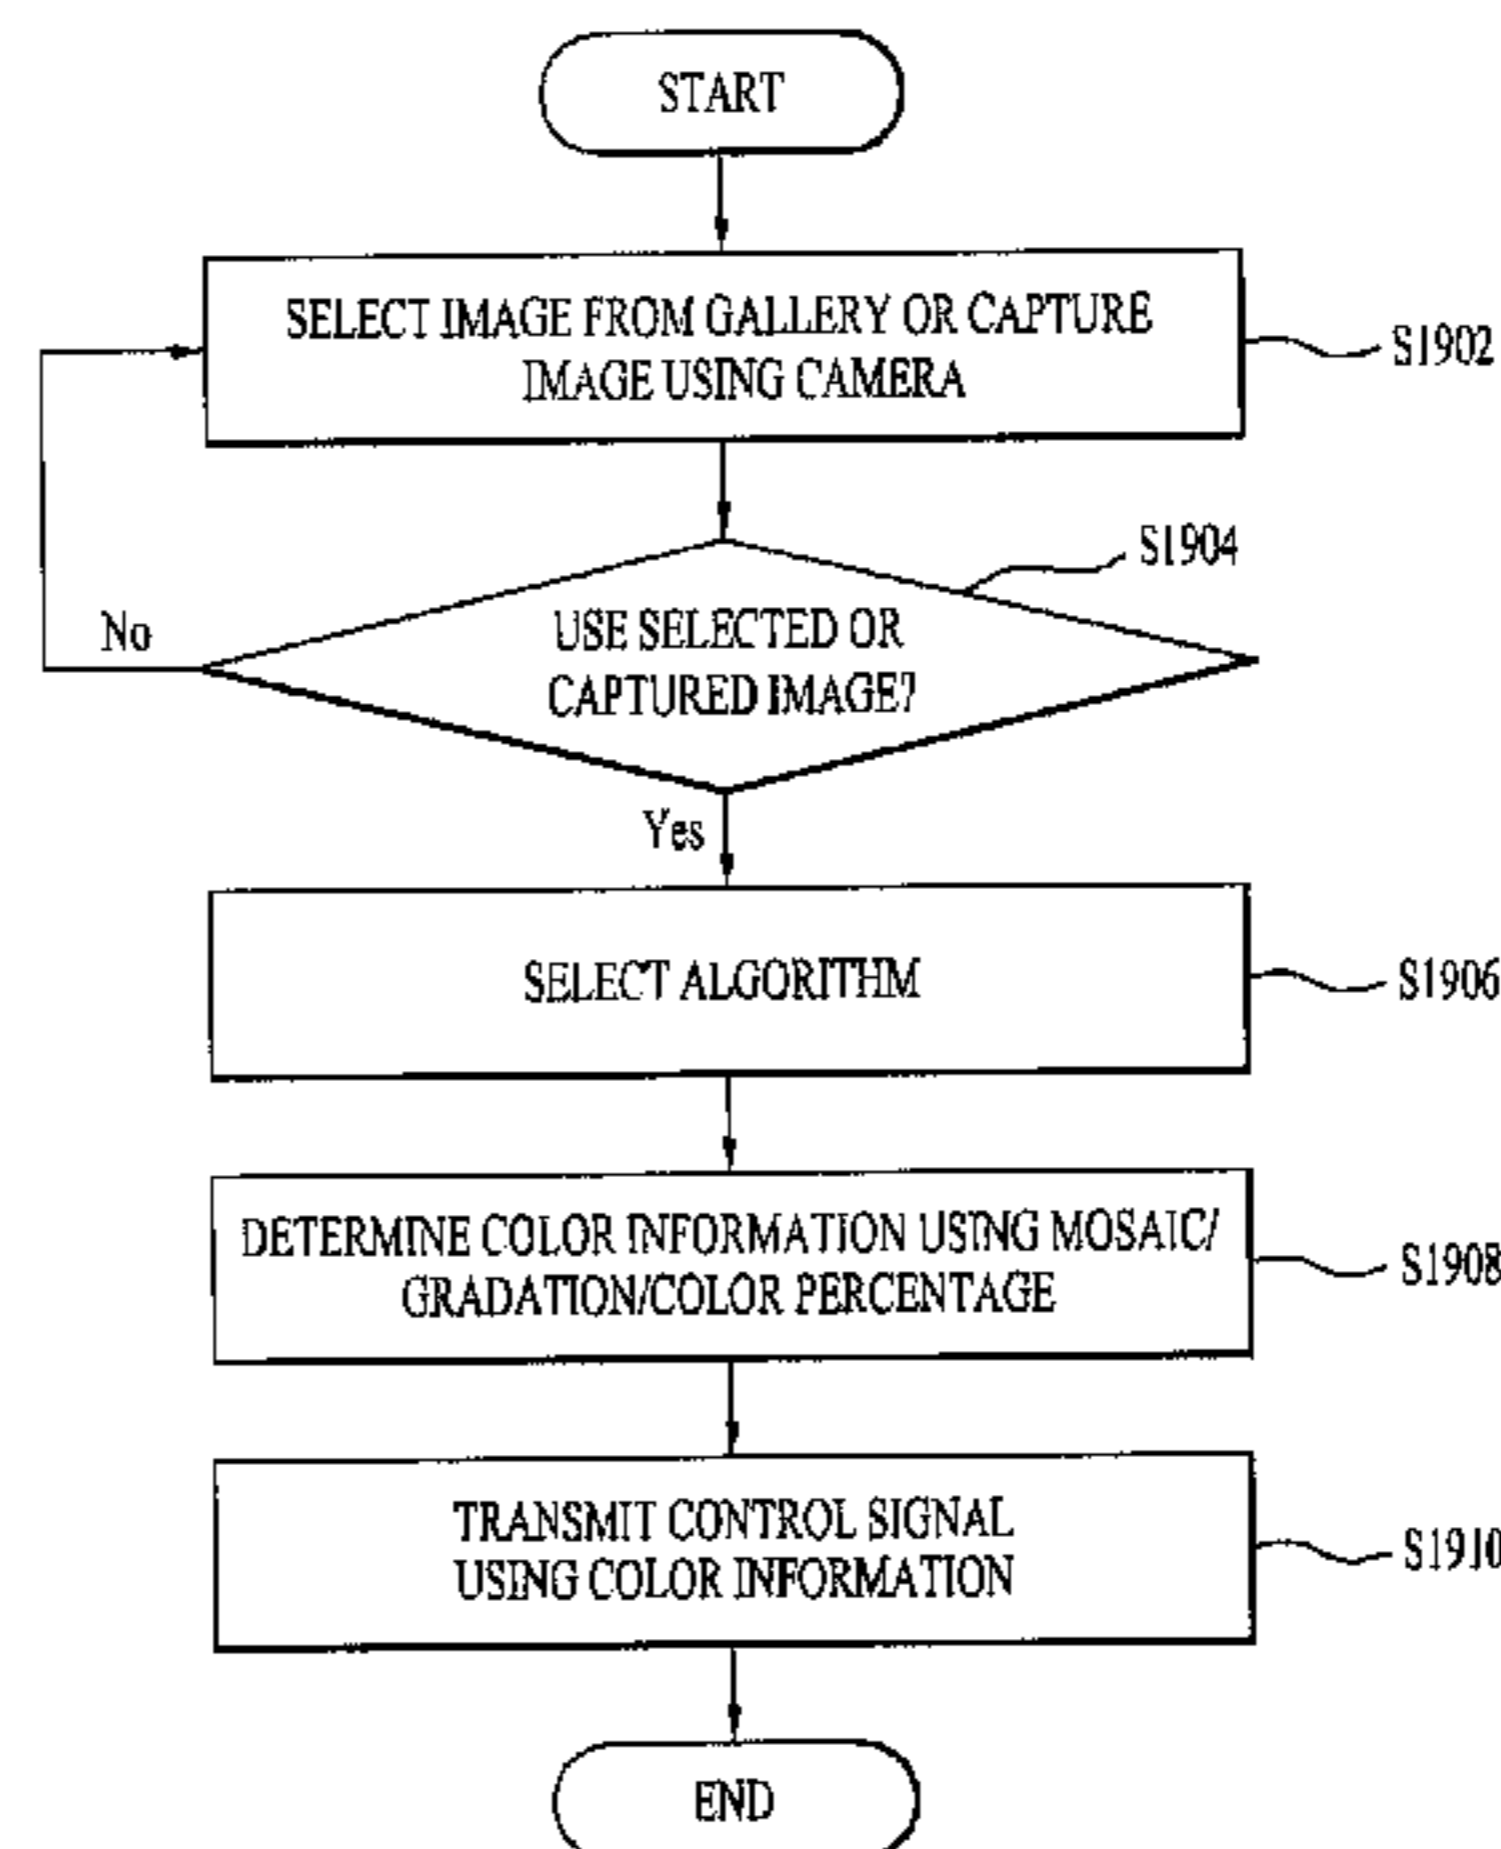 START
SELECT IMAGE FROM GALLERY OR CAPTURE
IMAGE USING CAMERA
S1902
S1904
USE SELECTED OR
CAPTURED IMAGE?
No
Yes
SELECT ALGORITHM
S1906
DETERMINE COLOR INFORMATION USING MOSAIC/
GRADATION/COLOR PERCENTAGE
S1908
TRANSMIT CONTROL SIGNAL
USING COLOR INFORMATION
S1910
END